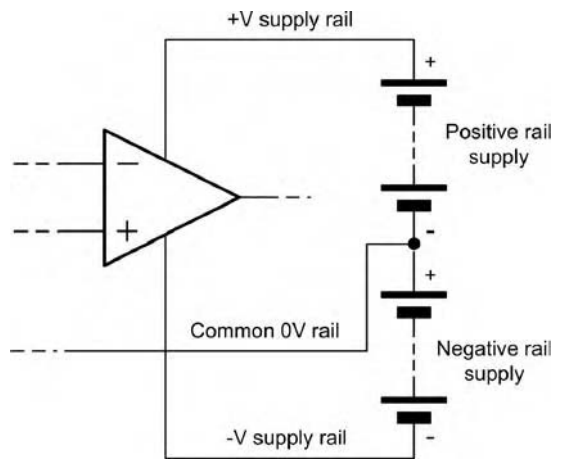 +V supply rail
+
Positive rail
supply
−
+
-
+
Common 0V rail
Negative rail
supply
-V supply rail
-